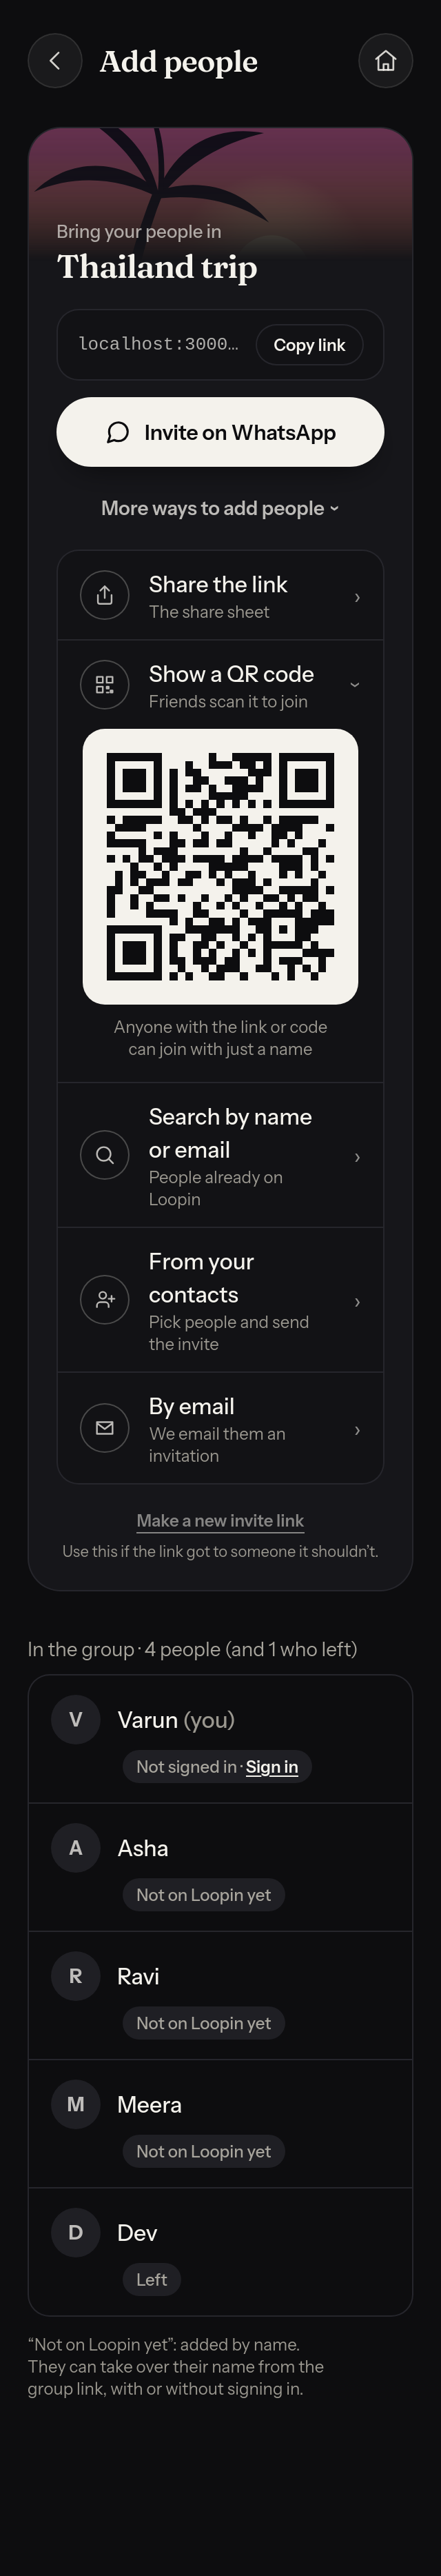 Add people
Bring your people in
Thailand trip
localhost:3000…
Copy link
Invite on WhatsApp
More ways to add people
Share the link
The share sheet
Show a QR code
Friends scan it to join
Anyone with the link or code
can join with just a name
Search by name
or email
People already on
Loopin
From your
contacts
Pick people and send
the invite
By email
We email them an
invitation
Make a new invite link
Use this if the link got to someone it shouldn’t.
In the group · 4 people (and 1 who left)
V
Varun (you)
Not signed in · Sign in
A
Asha
Not on Loopin yet
R
Ravi
Not on Loopin yet
M
Meera
Not on Loopin yet
D
Dev
Left
“Not on Loopin yet”: added by name.
They can take over their name from the
group link, with or without signing in.